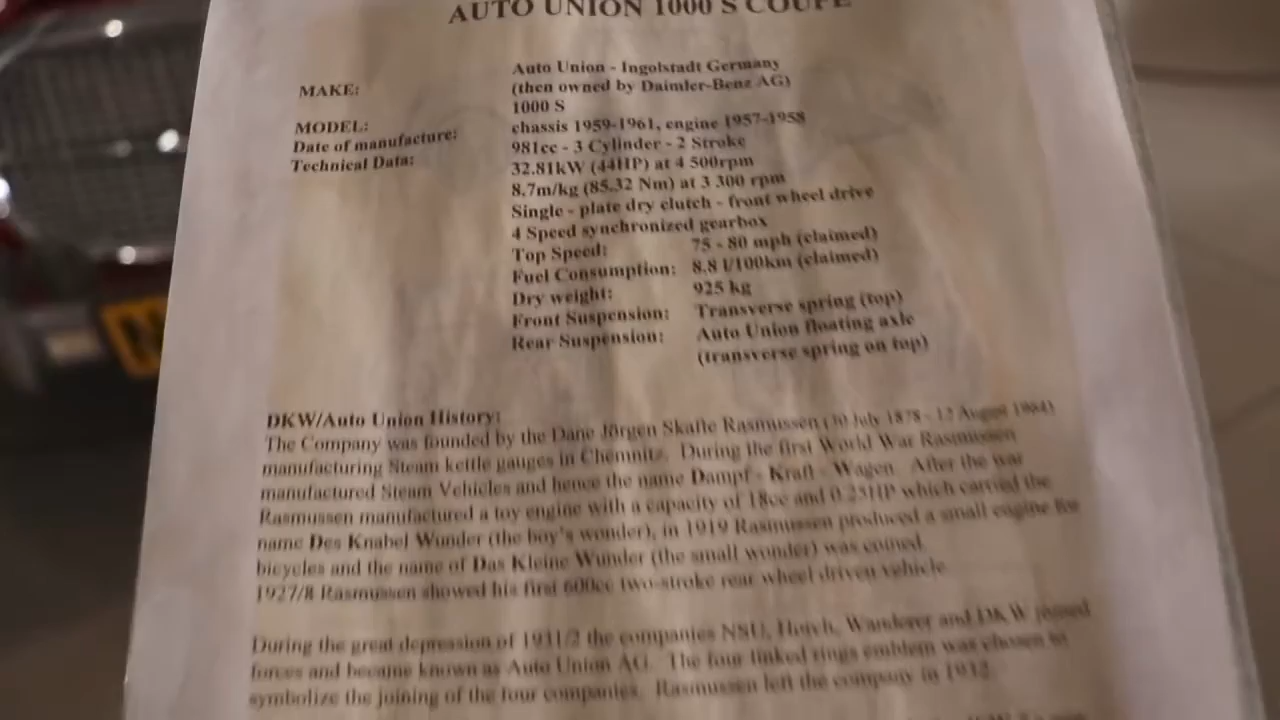 AUTO UNION 1000 S COUPE
MAKE: Auto Union - Ingolstadt Germany
(then owned by Daimler-Benz AG)
MODEL: 1000 S
Date of manufacture: chassis 1959-1961, engine 1957-1958
Technical Data: 981cc - 3 Cylinder - 2 Stroke
32.81kW (44HP) at 4 500rpm
8.7m/kg (85.32 Nm) at 3 300 rpm
Single - plate dry clutch - front wheel drive
4 Speed synchronized gearbox
Top Speed: 75 - 80 mph (claimed)
Fuel Consumption: 8.8 l/100km (claimed)
Dry weight: 925 kg
Front Suspension: Transverse spring (top)
Rear Suspension: Auto Union floating axle
(transverse spring on top)
DKW/Auto Union History:
The Company was founded by the Dane Jörgen Skafte Rasmussen (30 July 1878 - 12 August 1964)
manufacturing Steam kettle gauges in Chemnitz. During the first World War Rasmussen
manufactured Steam Vehicles and hence the name Dampf - Kraft - Wagen. After the war
Rasmussen manufactured a toy engine with a capacity of 18cc and 0.25HP which carried the
name Des Knabel Wunder (the boy's wonder), in 1919 Rasmussen produced a small engine for
bicycles and the name of Das Kleine Wunder (the small wonder) was coined.
1927/8 Rasmussen showed his first 600cc two-stroke rear wheel driven vehicle
During the great depression of 1931/2 the companies NSU, Horch, Wanderer and DKW joined
forces and became known as Auto Union AG. The four linked rings emblem was chosen to
symbolize the joining of the four companies. Rasmussen left the company in 1932.